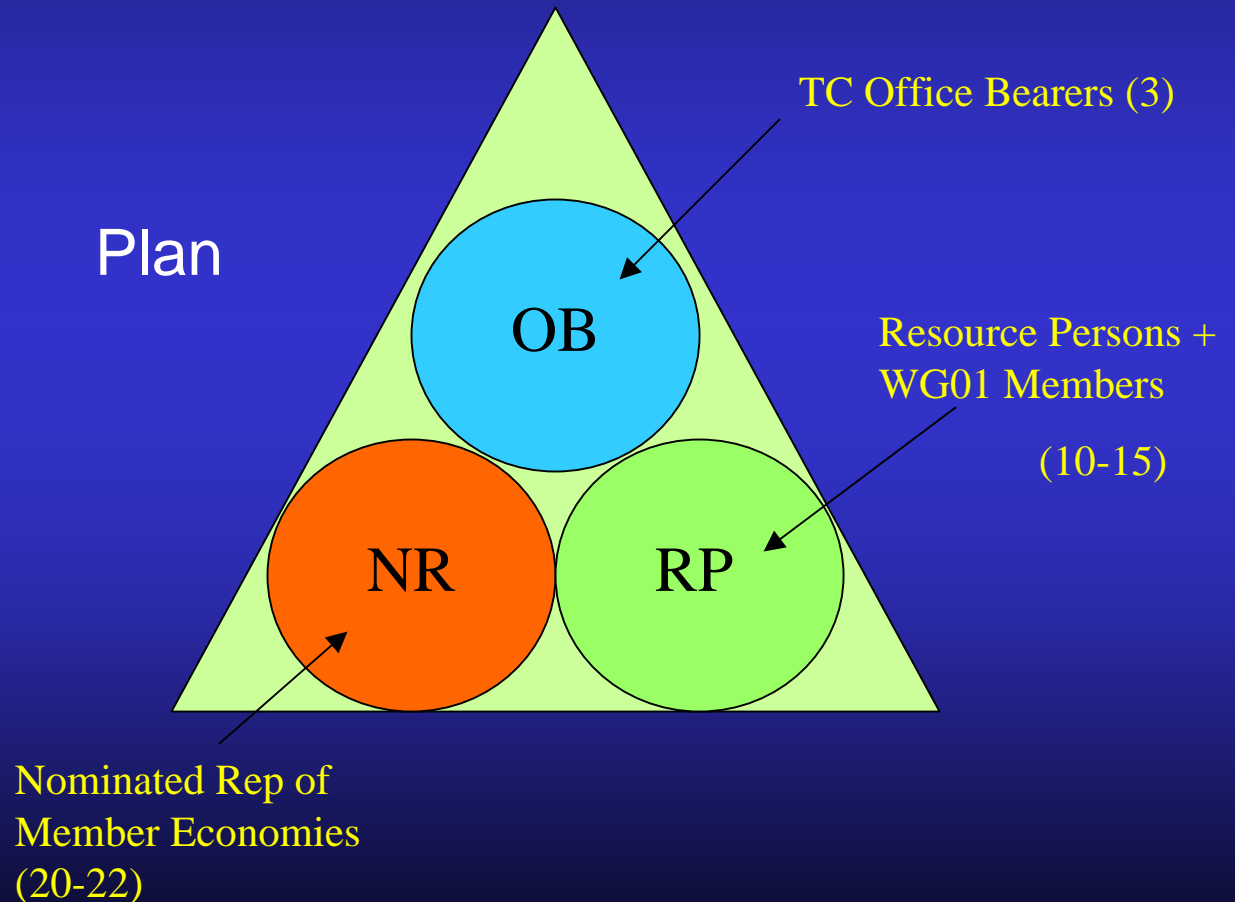 TC Office Bearers (3)
Plan
OB
Resource Persons +
WG01 Members
(10-15)
NR
RP
Nominated Rep of
Member Economies
(20-22)